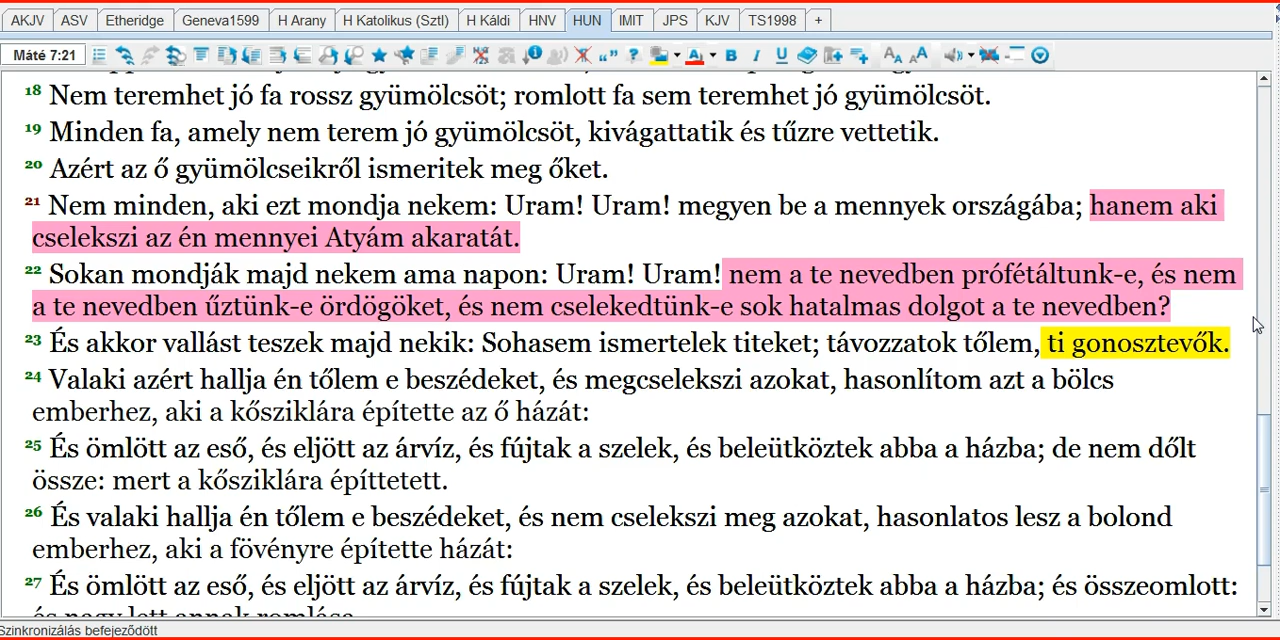 AKJV ASV Etheridge Geneva1599 H Arany H Katolikus (Sztl) H Káldi HNV HUN IMIT JPS KJV TS1998 +
Máté 7:21
18 Nem teremhet jó fa rossz gyümölcsöt; romlott fa sem teremhet jó gyümölcsöt.
19 Minden fa, amely nem terem jó gyümölcsöt, kivágattatik és tűzre vettetik.
20 Azért az ő gyümölcseikről ismeritek meg őket.
21 Nem minden, aki ezt mondja nekem: Uram! Uram! megyen be a mennyek országába; hanem aki
cselekszi az én mennyei Atyám akaratát.
22 Sokan mondják majd nekem ama napon: Uram! Uram! nem a te nevedben prófétáltunk-e, és nem
a te nevedben űztünk-e ördögöket, és nem cselekedtünk-e sok hatalmas dolgot a te nevedben?
23 És akkor vallást teszek majd nekik: Sohasem ismertelek titeket; távozzatok tőlem, ti gonosztevők.
24 Valaki azért hallja én tőlem e beszédeket, és megcselekszi azokat, hasonlítom azt a bölcs
emberhez, aki a kősziklára építette az ő házát:
25 És ömlött az eső, és eljött az árvíz, és fújtak a szelek, és beleütköztek abba a házba; de nem dőlt
össze: mert a kősziklára építtetett.
26 És valaki hallja én tőlem e beszédeket, és nem cselekszi meg azokat, hasonlatos lesz a bolond
emberhez, aki a fövényre építette házát:
27 És ömlött az eső, és eljött az árvíz, és fújtak a szelek, és beleütköztek abba a házba; és összeomlott:
és nagy lett annak romlása.
Szinkronizálás befejeződött